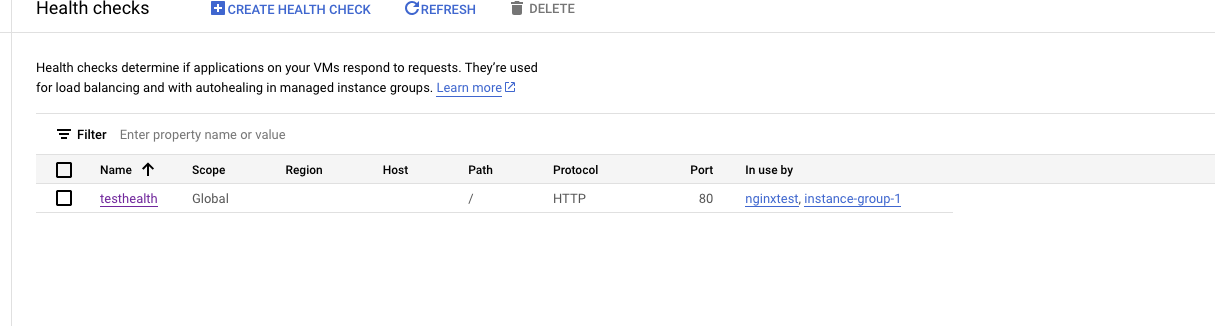 Health checks CREATE HEALTH CHECK REFRESH DELETE
Health checks determine if applications on your VMs respond to requests. They’re used
for load balancing and with autohealing in managed instance groups. Learn more
Filter Enter property name or value
Name Scope Region Host Path Protocol Port In use by
testhealth Global / HTTP 80 nginxtest, instance-group-1